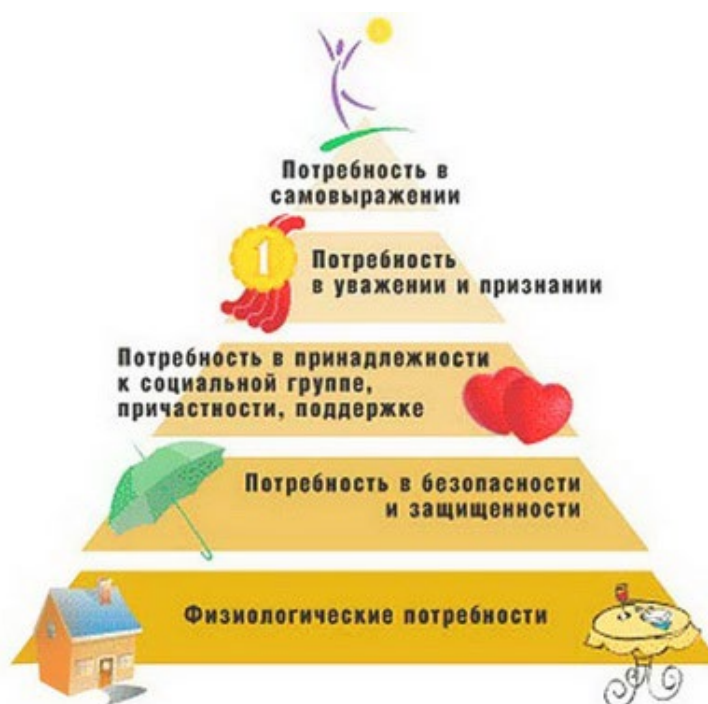 Потребность в
самовыражении
1
Потребность
в уважении и признании
Потребность в принадлежности
к социальной группе,
причастности, поддержке
Потребность в безопасности
и защищенности
Физиологические потребности